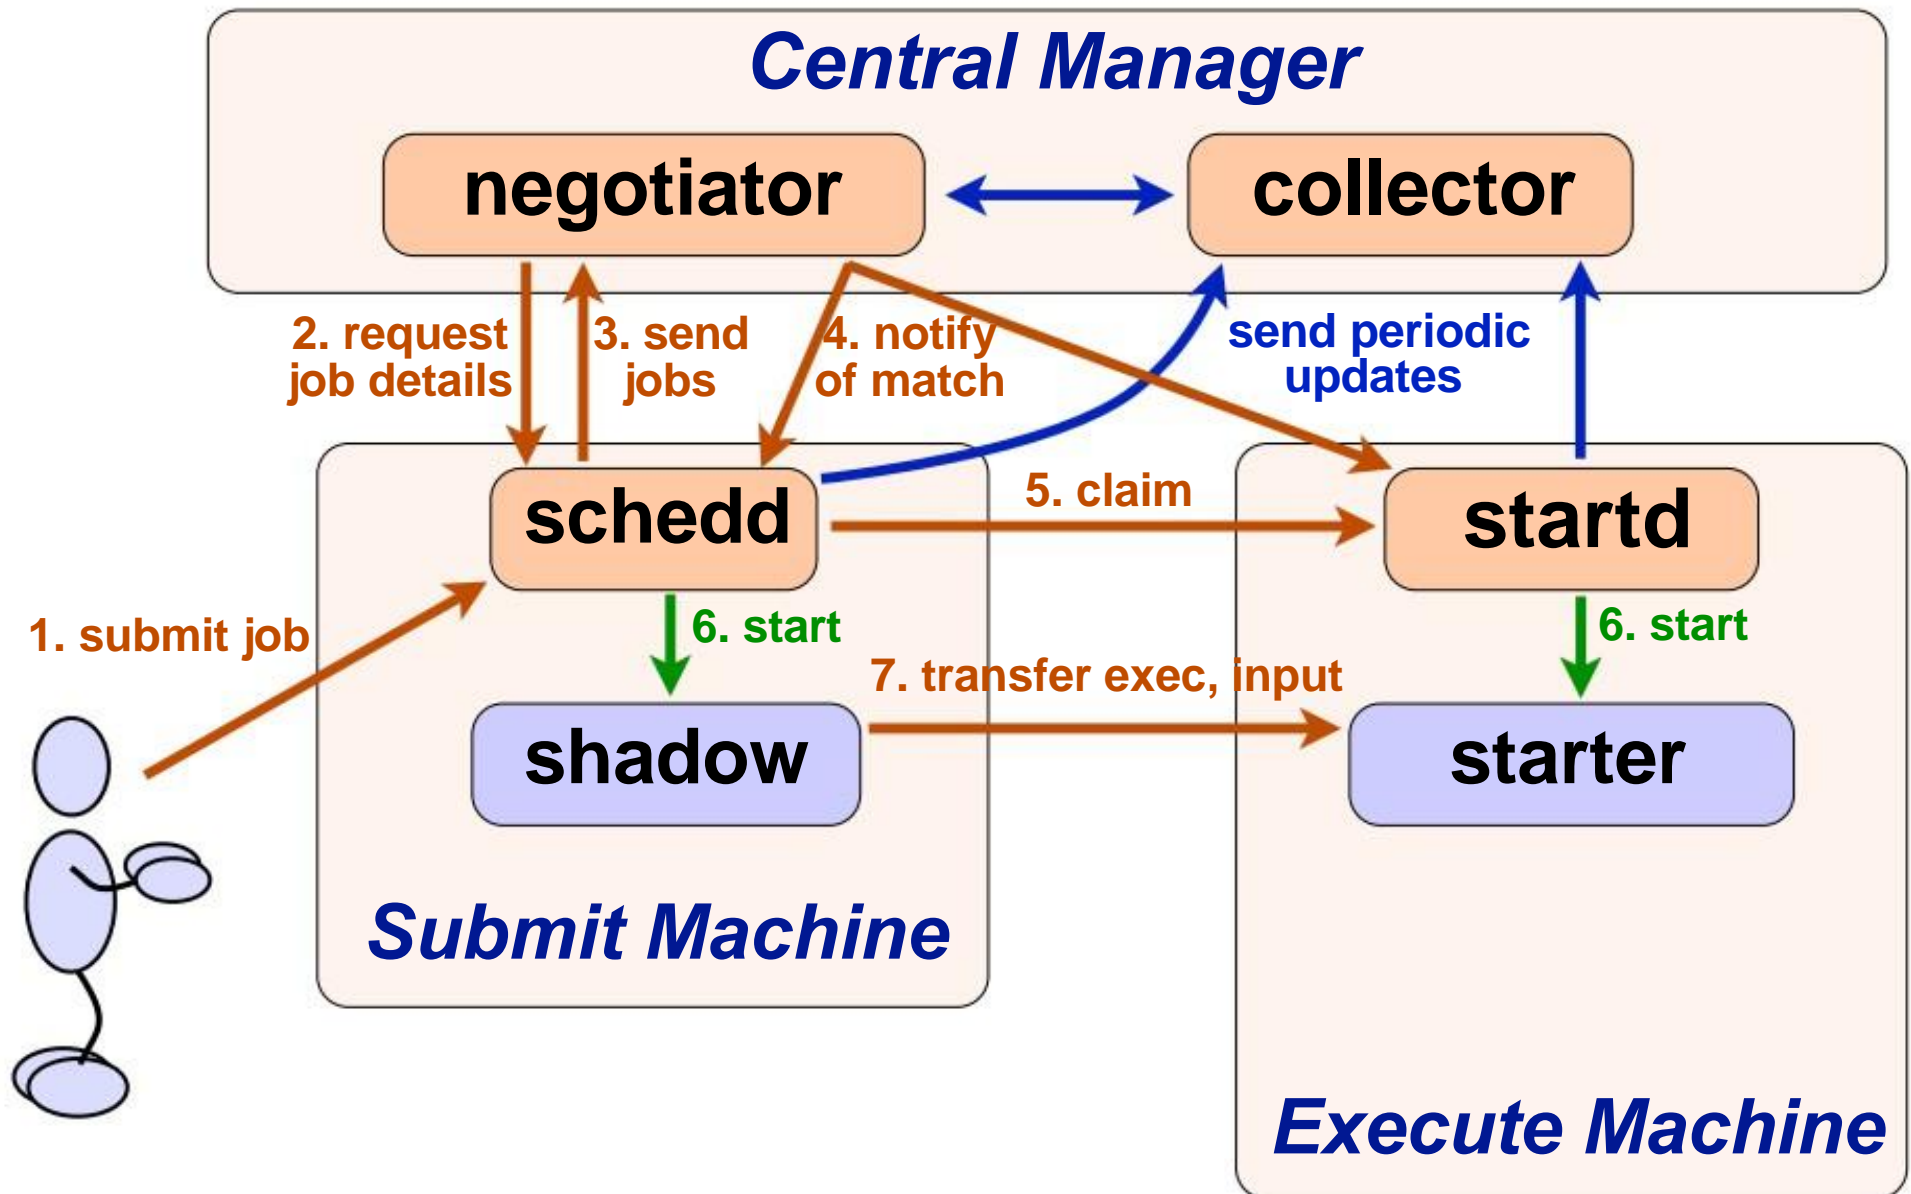 Central Manager
negotiator
collector
2. request
job details
3. send
jobs
4. notify
of match
send periodic
updates
schedd
5. claim
startd
1. submit job
6. start
6. start
7. transfer exec, input
shadow
starter
Submit Machine
Execute Machine